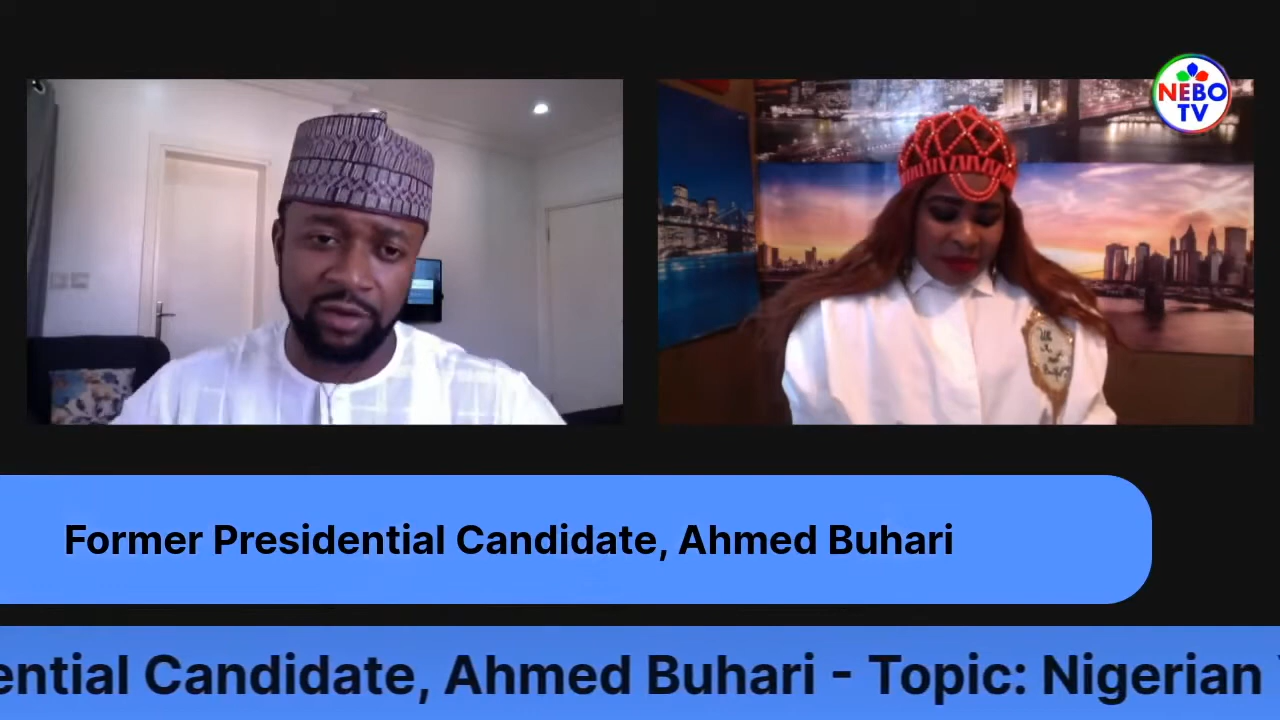 NEBO
TV
Former Presidential Candidate, Ahmed Buhari
ential Candidate, Ahmed Buhari - Topic: Nigerian